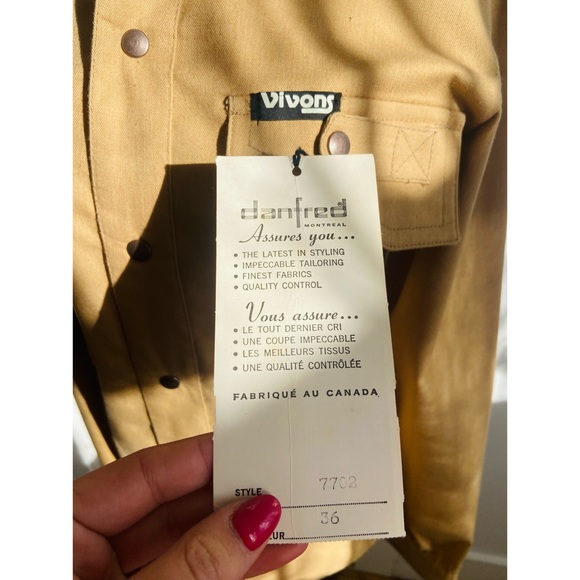 Vivons
danfred
MONTREAL
Assures you...
• THE LATEST IN STYLING
• IMPECCABLE TAILORING
• FINEST FABRICS
• QUALITY CONTROL
Vous assure...
• LE TOUT DERNIER CRI
• UNE COUPE IMPECCABLE
• LES MEILLEURS TISSUS
• UNE QUALITÉ CONTRÔLÉE
FABRIQUÉ AU CANADA
STYLE 7702
36